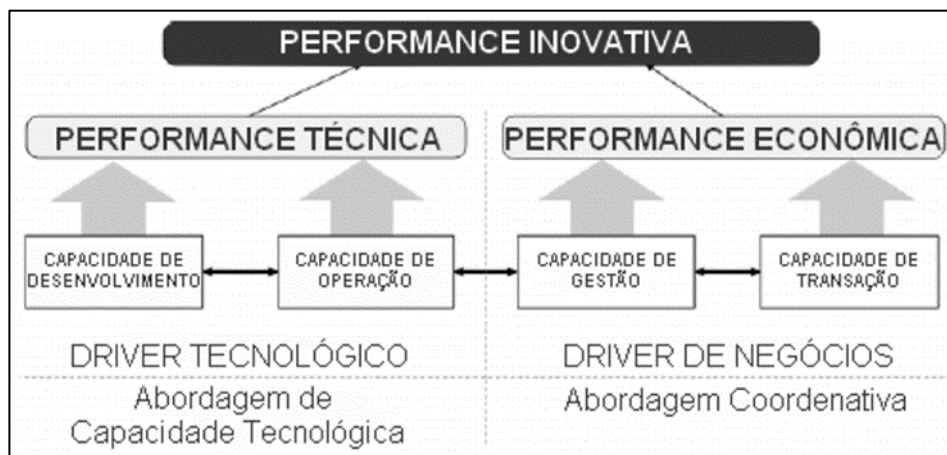 PERFORMANCE INOVATIVA
PERFORMANCE TÉCNICA
PERFORMANCE ECONÔMICA
CAPACIDADE DE
DESENVOLVIMENTO
CAPACIDADE DE
OPERAÇÃO
CAPACIDADE DE
GESTÃO
CAPACIDADE DE
TRANSAÇÃO
DRIVER TECNOLÓGICO
DRIVER DE NEGÓCIOS
Abordagem de
Capacidade Tecnológica
Abordagem Coordenativa